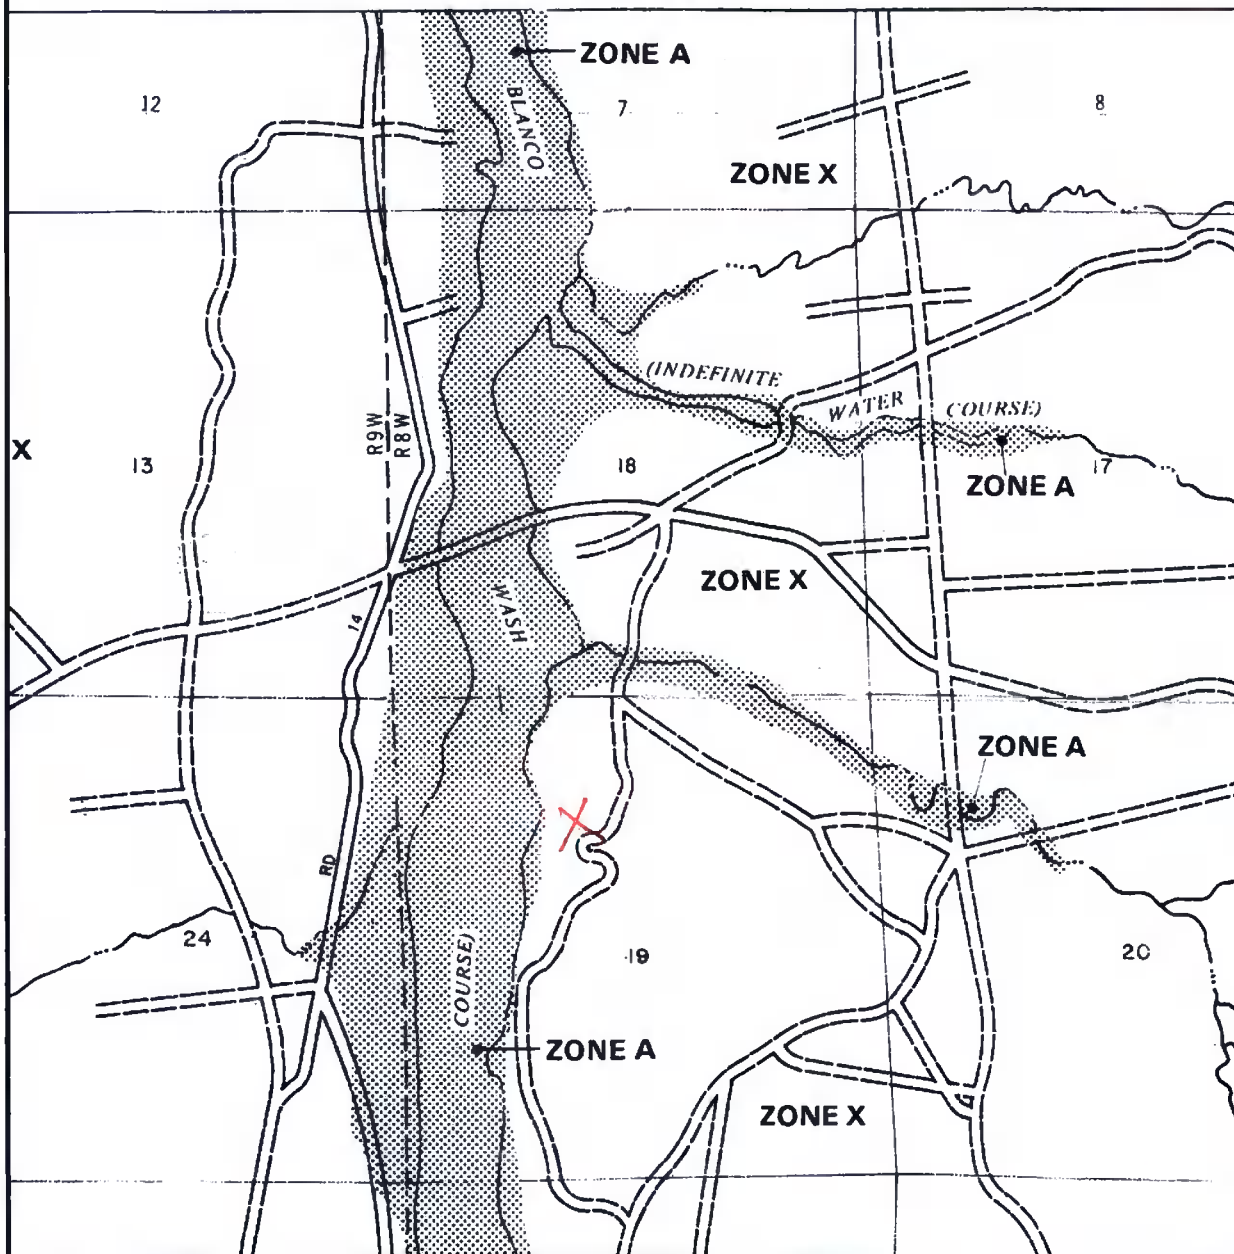 ZONE A
12
BLANCO
7
8
ZONE X
(INDEFINITE
WATER
COURSE)
R9W
R8W
X
13
18
17
ZONE A
ZONE X
WASH
14
ZONE A
RD
24
COURSE)
19
20
ZONE A
ZONE X